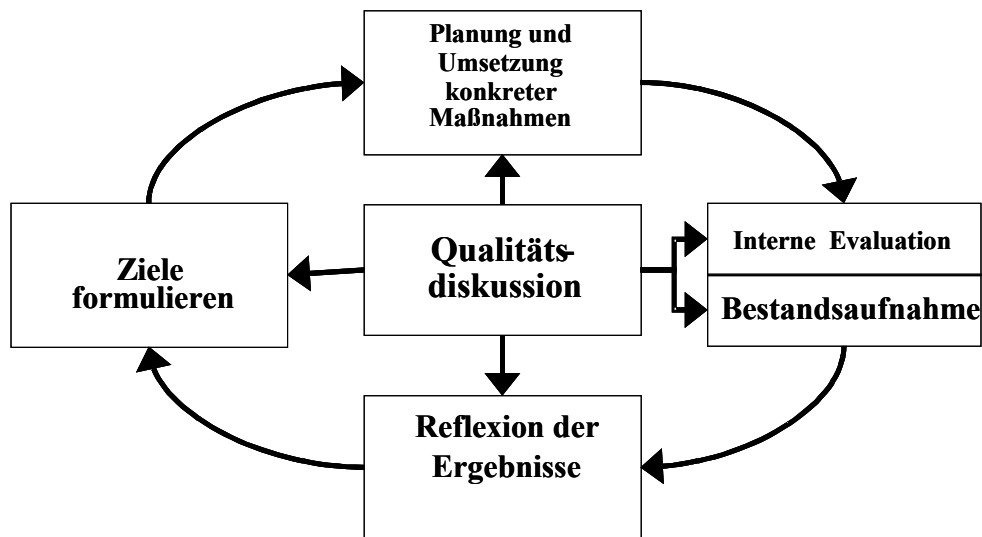 Planung und
Umsetzung
konkreter
Maßnahmen
Ziele
formulieren
Qualitäts-
diskussion
Interne Evaluation
Bestandsaufnahme
Reflexion der
Ergebnisse